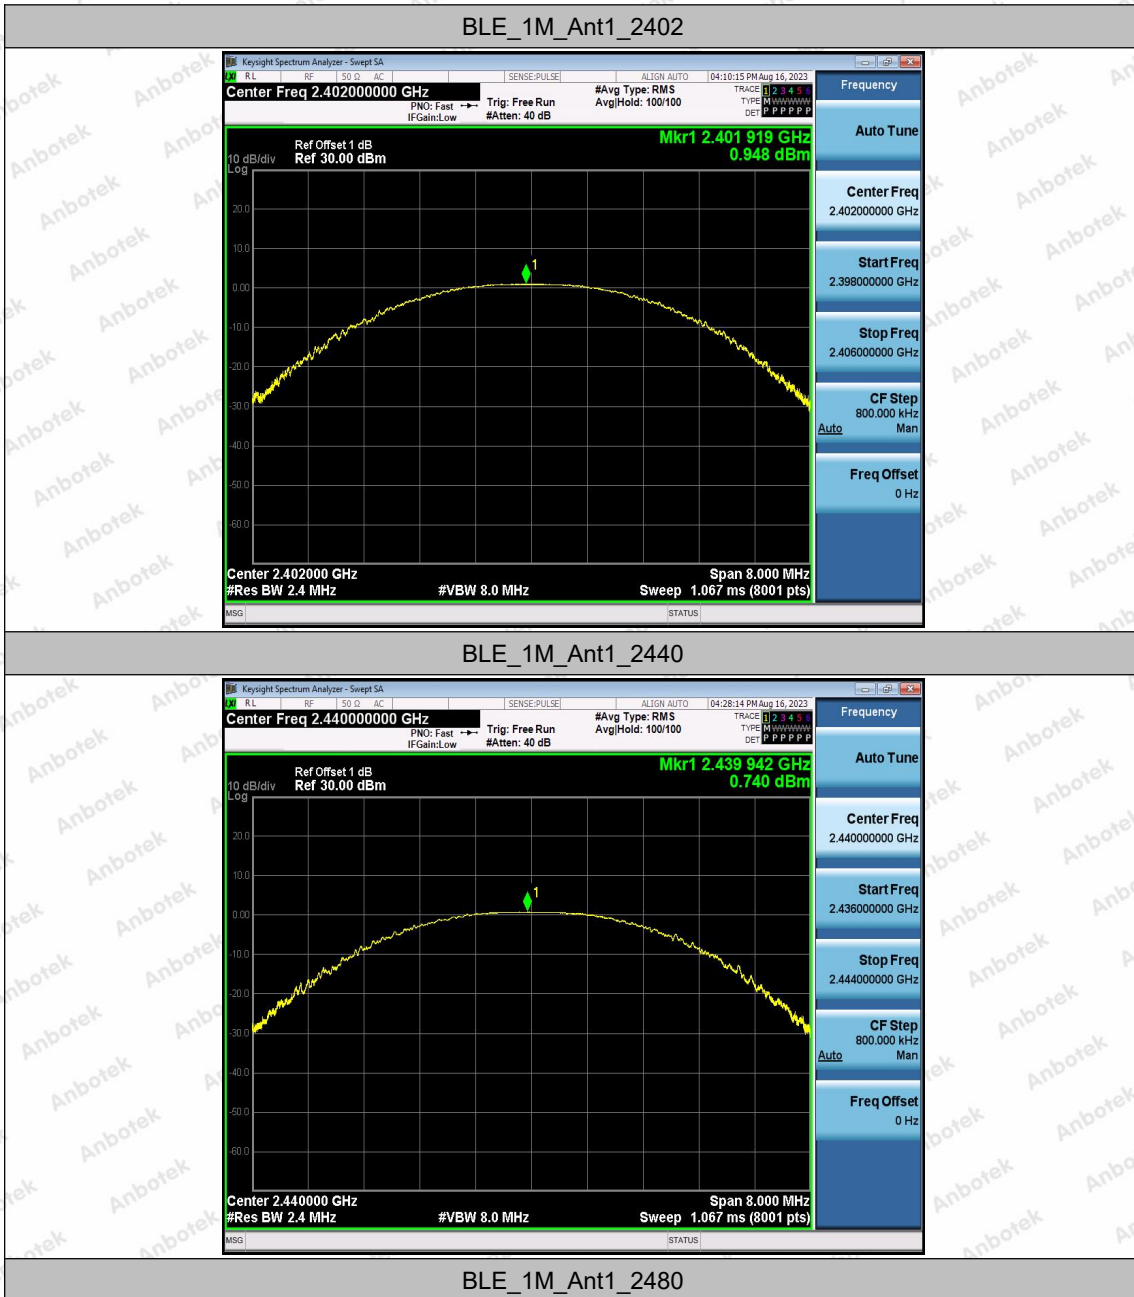 BLE_1M_Ant1_2402
Keysight Spectrum Analyzer - Swept SA
LXI RL RF 50 Ω AC SENSE:PULSE ALIGN AUTO 04:10:15 PM Aug 16, 2023
Center Freq 2.402000000 GHz
PNO: Fast
IFGain:Low
Trig: Free Run
#Atten: 40 dB
#Avg Type: RMS
Avg|Hold: 100/100
TRACE 1 2 3 4 5 6
TYPE M W W W W W
DET P P P P P P
Frequency
Auto Tune
Ref Offset 1 dB
10 dB/div Ref 30.00 dBm
Log
Mkr1 2.401 919 GHz
0.948 dBm
1
20.0
10.0
0.00
-10.0
-20.0
-30.0
-40.0
-50.0
-60.0
Center Freq
2.402000000 GHz
Start Freq
2.398000000 GHz
Stop Freq
2.406000000 GHz
CF Step
800.000 kHz
Auto Man
Freq Offset
0 Hz
Center 2.402000 GHz Span 8.000 MHz
#Res BW 2.4 MHz #VBW 8.0 MHz Sweep 1.067 ms (8001 pts)
MSG STATUS
BLE_1M_Ant1_2440
Keysight Spectrum Analyzer - Swept SA
LXI RL RF 50 Ω AC SENSE:PULSE ALIGN AUTO 04:28:14 PM Aug 16, 2023
Center Freq 2.440000000 GHz
PNO: Fast
IFGain:Low
Trig: Free Run
#Atten: 40 dB
#Avg Type: RMS
Avg|Hold: 100/100
TRACE 1 2 3 4 5 6
TYPE M W W W W W
DET P P P P P P
Frequency
Auto Tune
Ref Offset 1 dB
10 dB/div Ref 30.00 dBm
Log
Mkr1 2.439 942 GHz
0.740 dBm
1
20.0
10.0
0.00
-10.0
-20.0
-30.0
-40.0
-50.0
-60.0
Center Freq
2.440000000 GHz
Start Freq
2.436000000 GHz
Stop Freq
2.444000000 GHz
CF Step
800.000 kHz
Auto Man
Freq Offset
0 Hz
Center 2.440000 GHz Span 8.000 MHz
#Res BW 2.4 MHz #VBW 8.0 MHz Sweep 1.067 ms (8001 pts)
MSG STATUS
BLE_1M_Ant1_2480
Anbotek